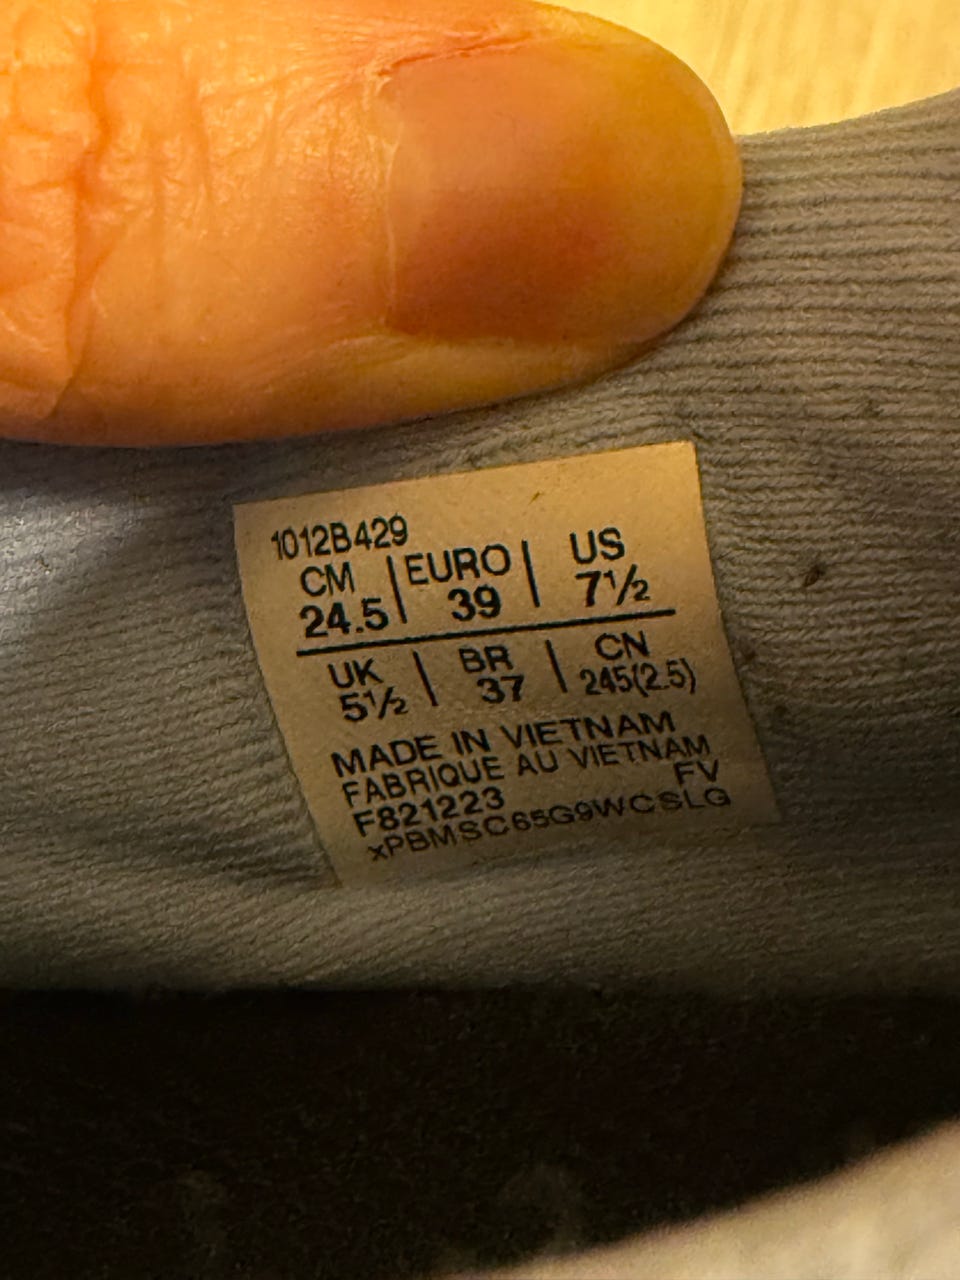 1012B429
CM | EURO | US
24.5 | 39 | 7½
UK | BR | CN
5½ | 37 | 245(2.5)
MADE IN VIETNAM
FABRIQUE AU VIETNAM
F821223 FV
xPBMSC65G9WCSLG